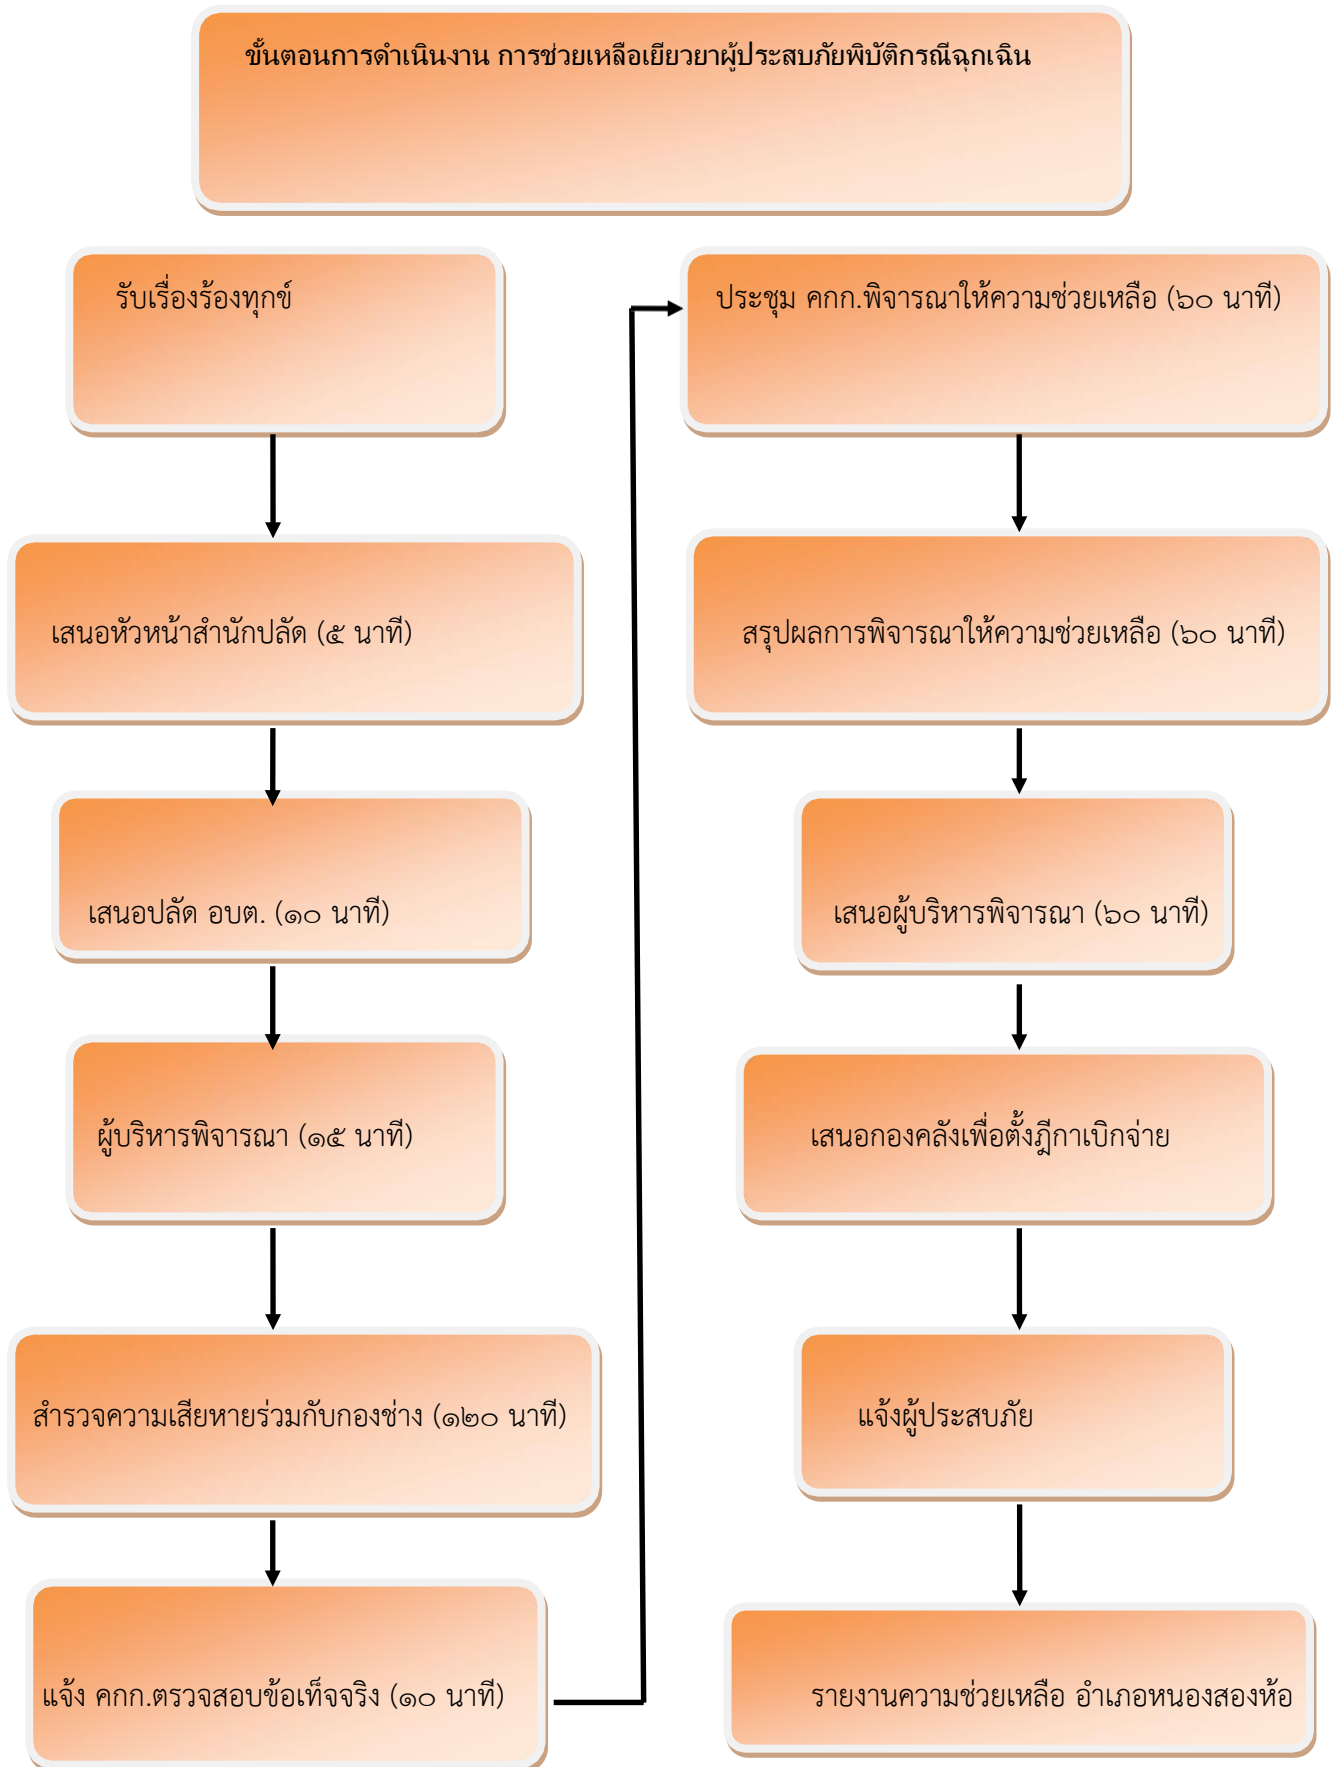 ขั้นตอนการดำเนินงาน การช่วยเหลือเยียวยาผู้ประสบภัยพิบัติกรณีฉุกเฉิน
รับเรื่องร้องทุกข์
เสนอหัวหน้าสำนักปลัด (๕ นาที)
เสนอปลัด อบต. (๑๐ นาที)
ผู้บริหารพิจารณา (๑๕ นาที)
สำรวจความเสียหายร่วมกับกองช่าง (๑๒๐ นาที)
แจ้ง คกก.ตรวจสอบข้อเท็จจริง (๑๐ นาที)
ประชุม คกก.พิจารณาให้ความช่วยเหลือ (๖๐ นาที)
สรุปผลการพิจารณาให้ความช่วยเหลือ (๖๐ นาที)
เสนอผู้บริหารพิจารณา (๖๐ นาที)
เสนอกองคลังเพื่อตั้งฎีกาเบิกจ่าย
แจ้งผู้ประสบภัย
รายงานความช่วยเหลือ อำเภอหนองสองห้อ